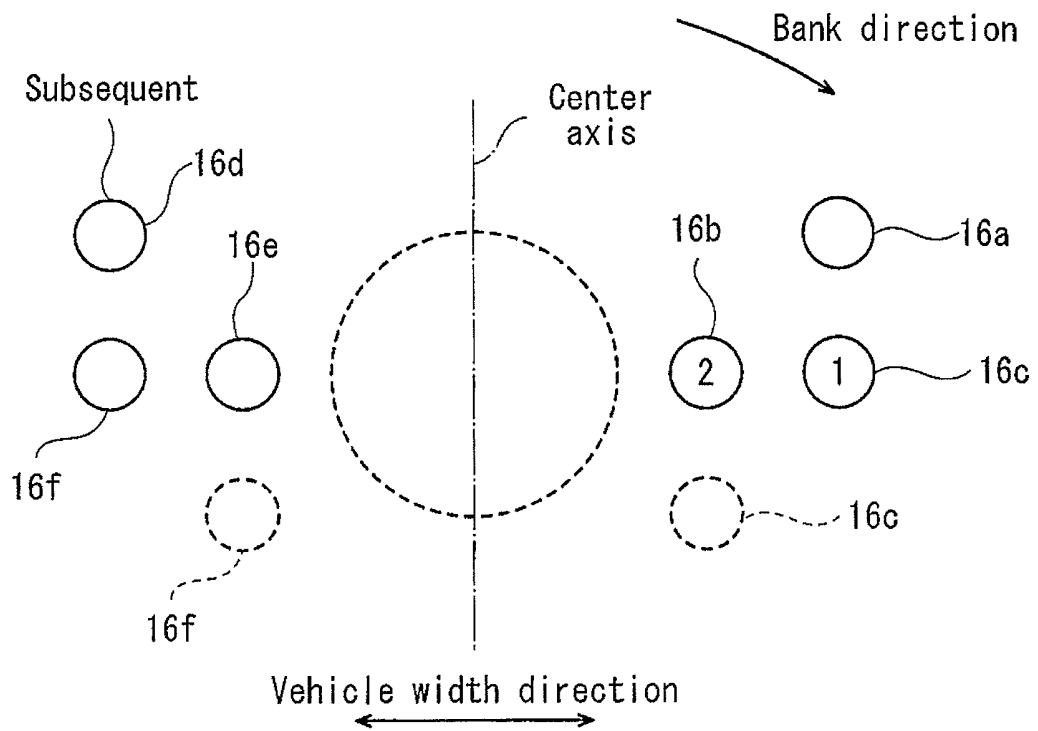 Bank direction
Subsequent
Center
axis
16d
16b
16a
16e
2
1
16c
16f
16c
16f
Vehicle width direction